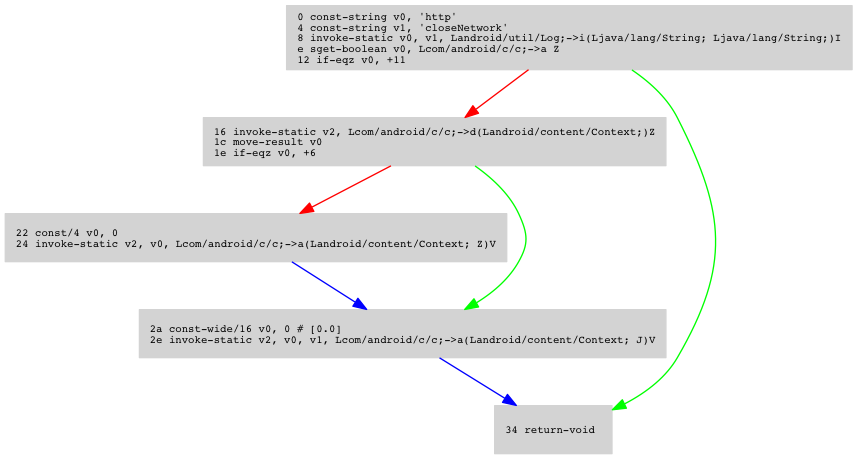 0 const-string v0, 'http'
4 const-string v1, 'closeNetwork'
8 invoke-static v0, v1, Landroid/util/Log;->i(Ljava/lang/String; Ljava/lang/String;)I
e sget-boolean v0, Lcom/android/c/c;->a Z
12 if-eqz v0, +11
16 invoke-static v2, Lcom/android/c/c;->d(Landroid/content/Context;)Z
1c move-result v0
1e if-eqz v0, +6
22 const/4 v0, 0
24 invoke-static v2, v0, Lcom/android/c/c;->a(Landroid/content/Context; Z)V
2a const-wide/16 v0, 0 # [0.0]
2e invoke-static v2, v0, v1, Lcom/android/c/c;->a(Landroid/content/Context; J)V
34 return-void